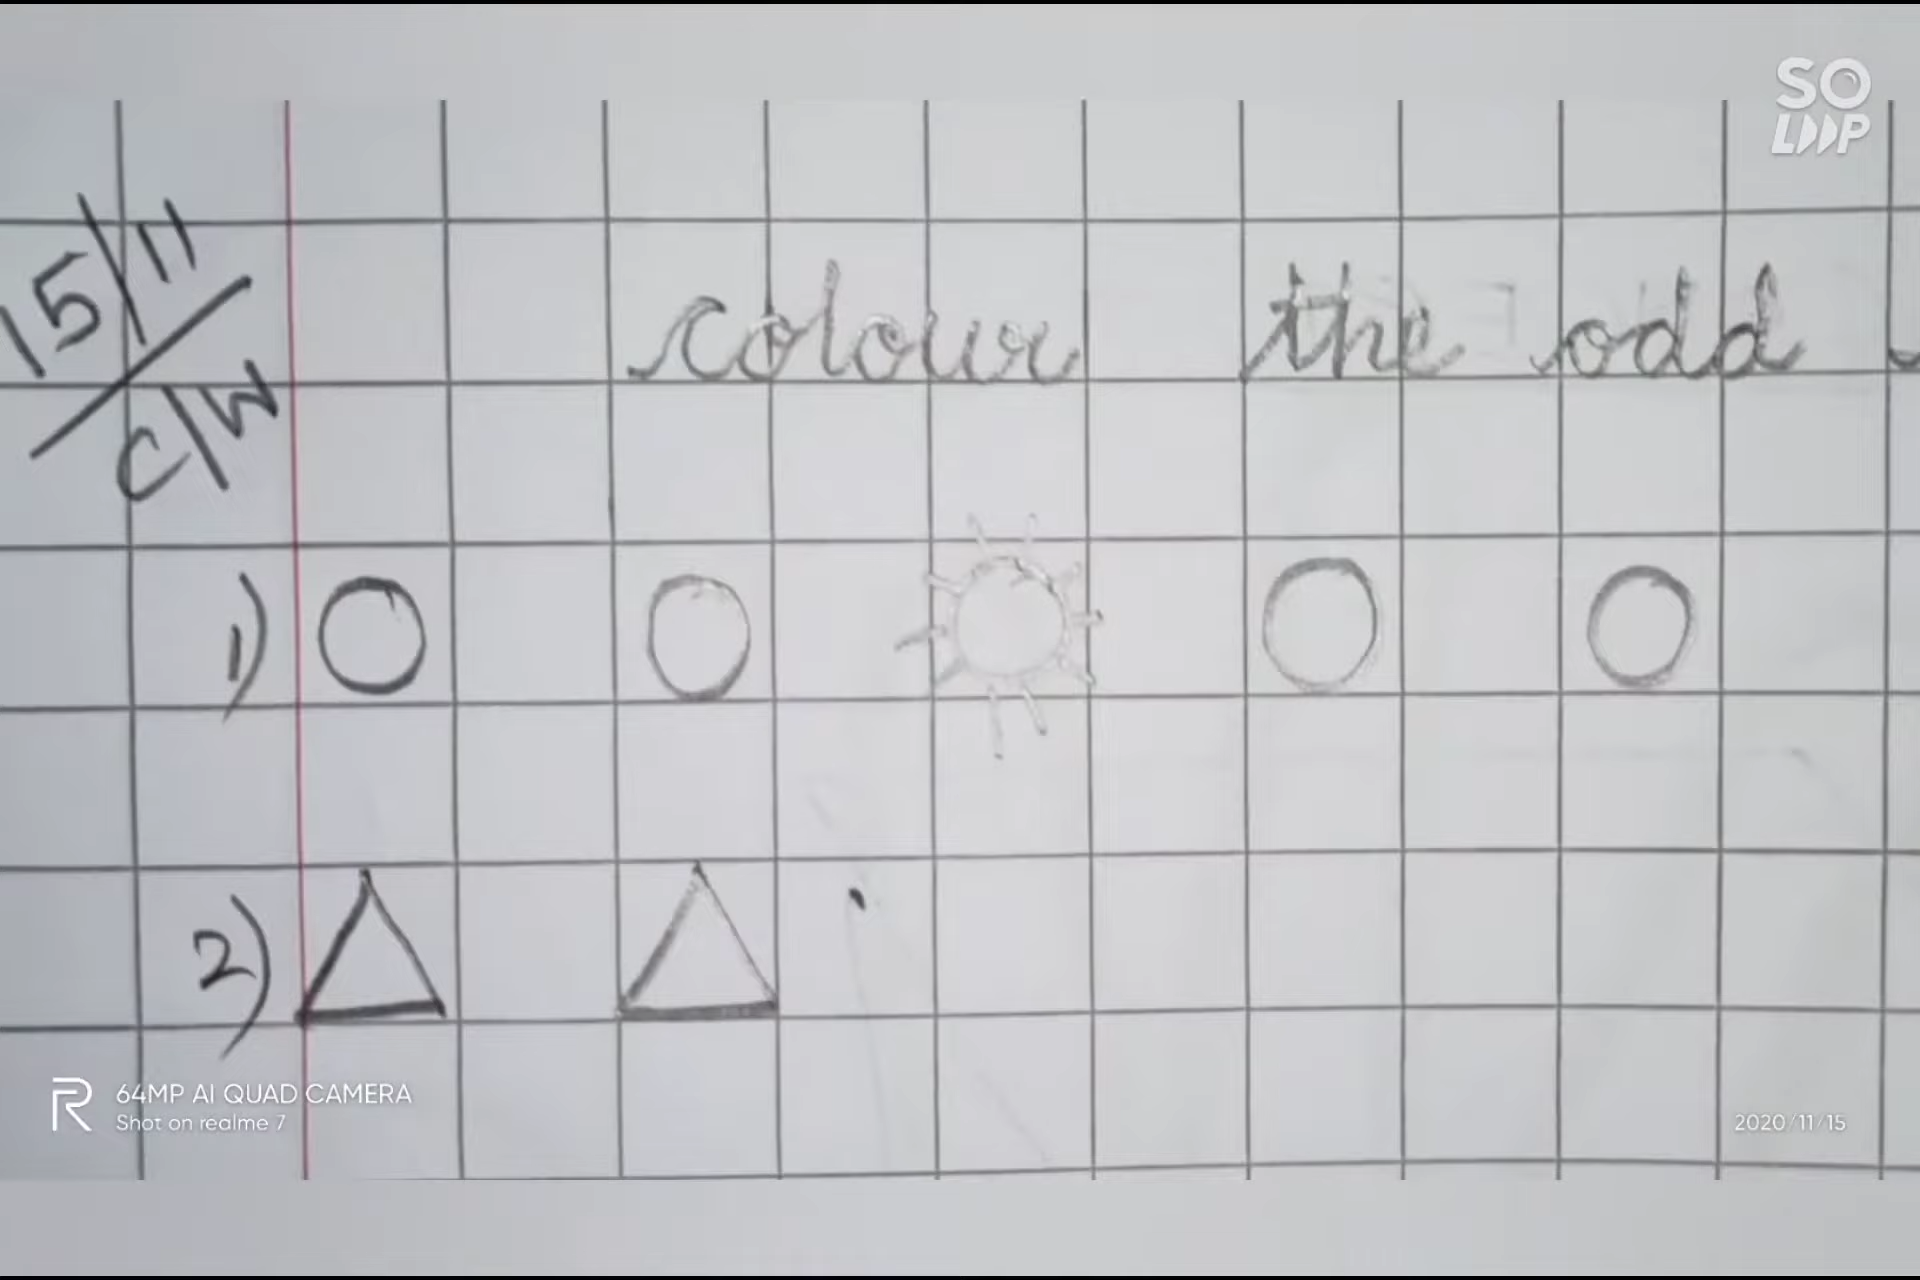 SO
LOOP
15/11
C/W
colour the odd
1)
2)
64MP AI QUAD CAMERA
Shot on realme 7
2020/11/15